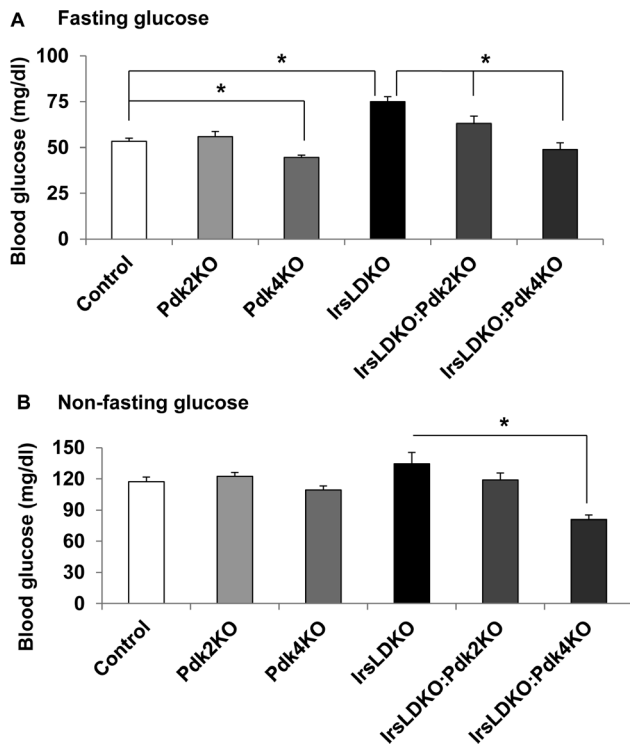 A Fasting glucose
Blood glucose (mg/dl)
100
75
50
25
0
*
*
*
Control
Pdk2KO
Pdk4KO
IrsLDKO
IrsLDKO:Pdk2KO
IrsLDKO:Pdk4KO
B Non-fasting glucose
Blood glucose (mg/dl)
150
120
90
60
30
0
*
Control
Pdk2KO
Pdk4KO
IrsLDKO
IrsLDKO:Pdk2KO
IrsLDKO:Pdk4KO